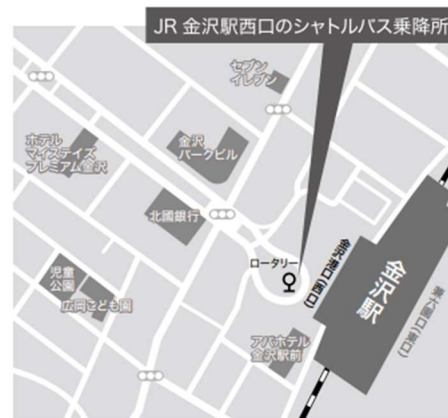 JR 金沢駅西口のシャトルバス乗降所
セブン
イレブン
ホテル
マイステイズ
プレミアム金沢
金沢
パークビル
北國銀行
ロータリー
金沢港口(西口)
金沢駅
兼六園口(東口)
児童
公園
広岡こども園
アパホテル
金沢駅前